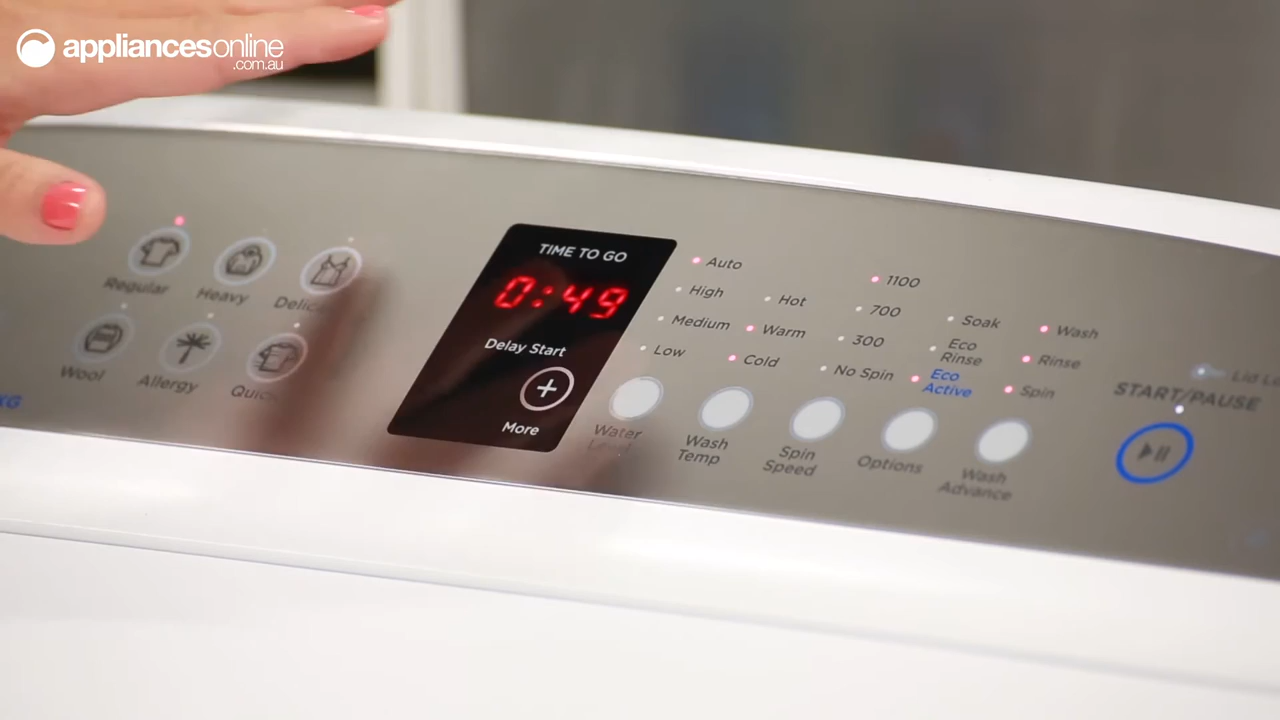 appliancesonline
.com.au
Regular
Heavy
Wool
Allergy
KG
TIME TO GO
0:49
Delay Start
+
More
Auto
High
Medium
Low
Water
Level
Hot
Warm
Cold
Wash
Temp
1100
700
300
No Spin
Spin
Speed
Soak
Eco
Rinse
Eco
Active
Options
Wash
Rinse
Spin
Wash
Advance
START/PAUSE